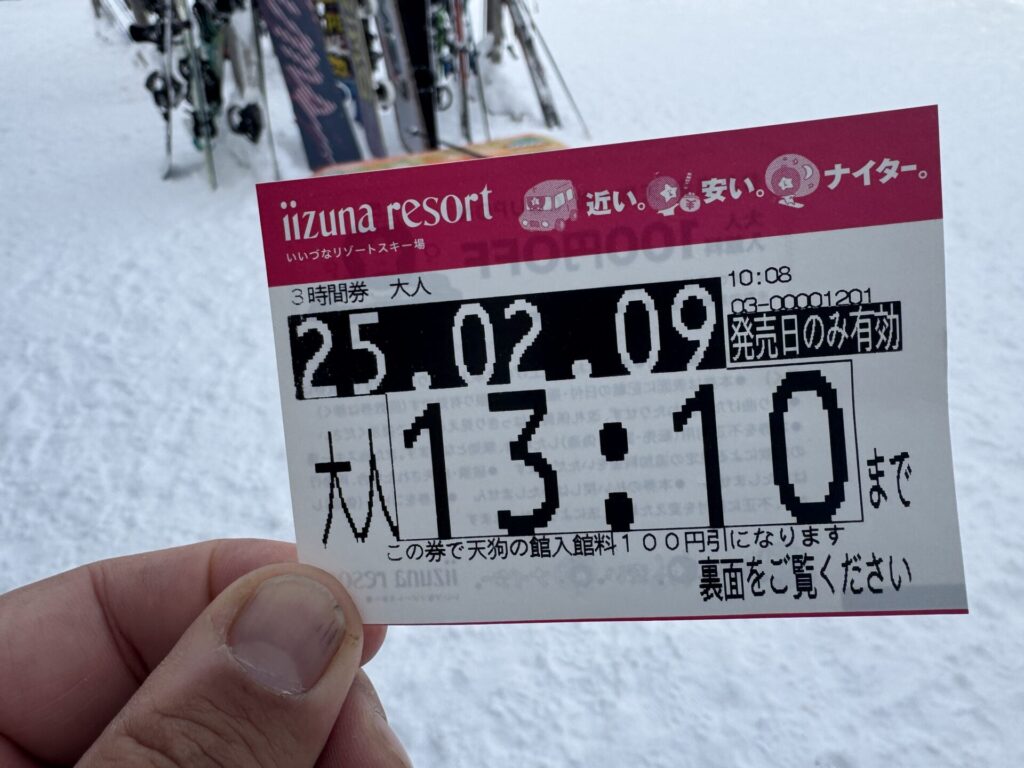 iizuna resort 近い。安い。ナイター。
いいづなリゾートスキー場
3時間券 大人
10:08
03-00001201
25.02.09 発売日のみ有効
大人 13:10 まで
この券で天狗の館入館料100円引になります
裏面をご覧ください